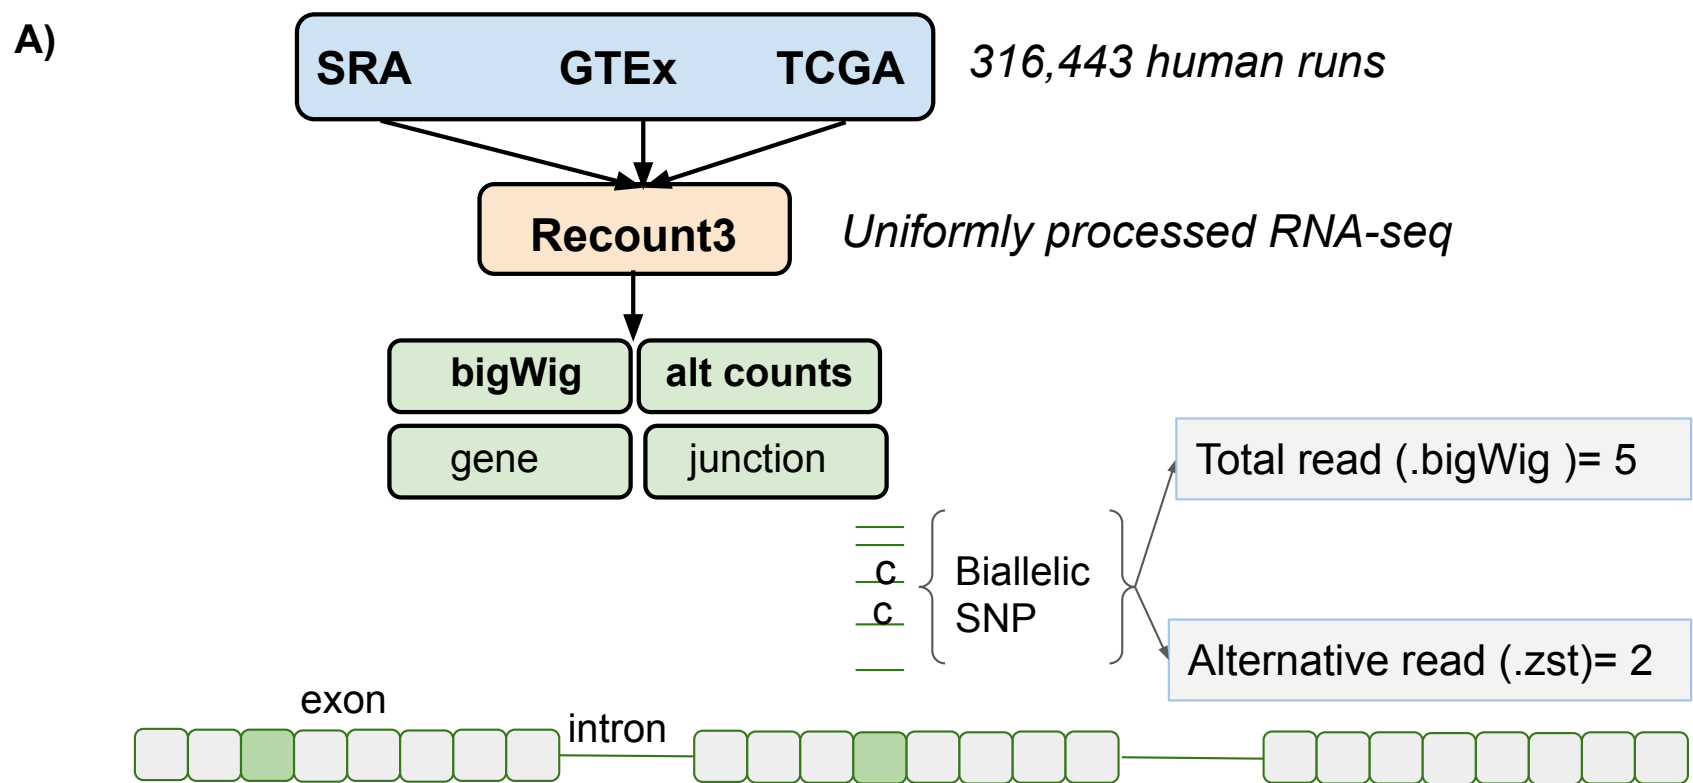 A)
SRA GTEx TCGA
316,443 human runs
Recount3
Uniformly processed RNA-seq
bigWig
alt counts
gene
junction
Total read (.bigWig )= 5
c
c
Biallelic
SNP
Alternative read (.zst)= 2
exon
intron